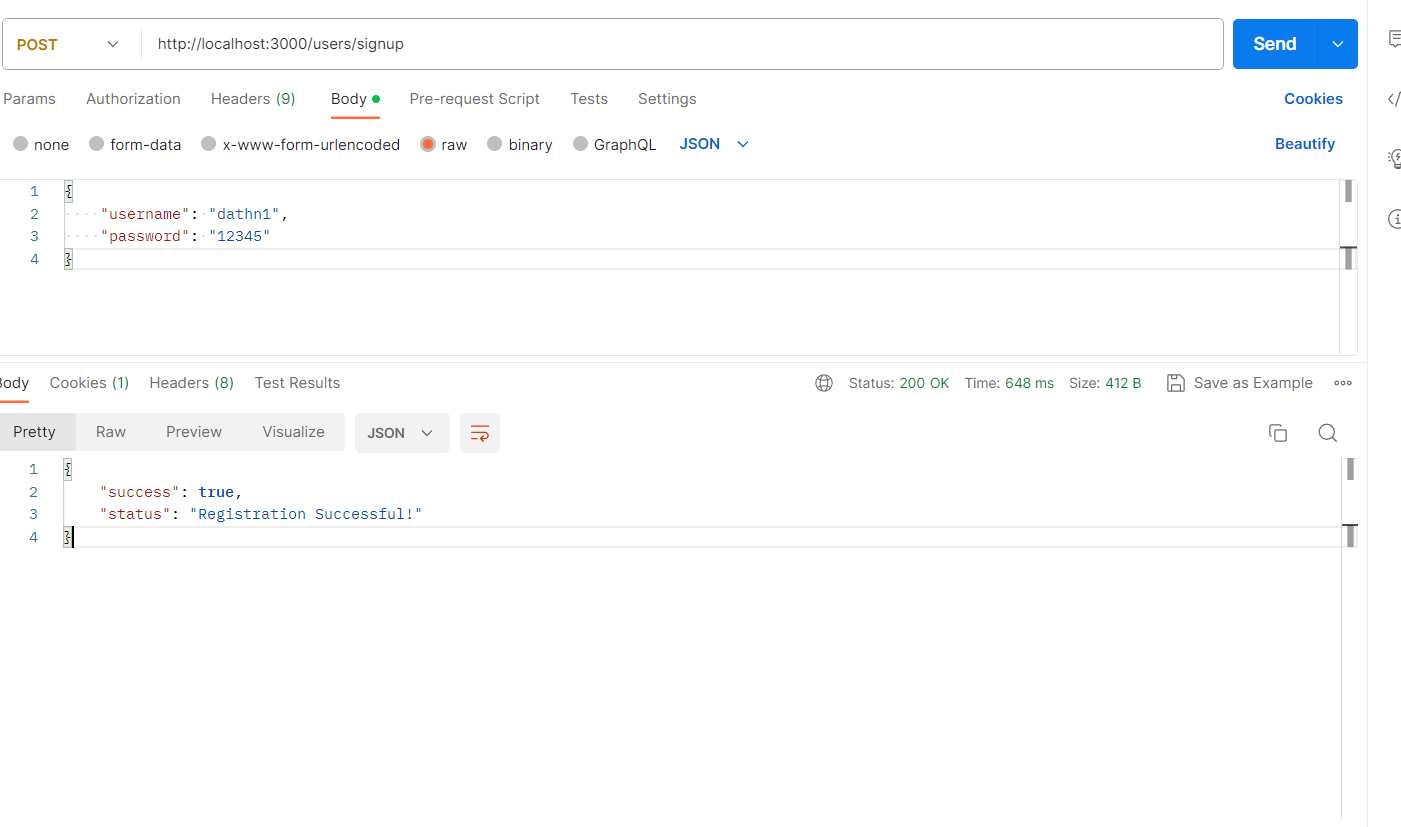 POST http://localhost:3000/users/signup Send
Params Authorization Headers (9) Body Pre-request Script Tests Settings Cookies
none form-data x-www-form-urlencoded raw binary GraphQL JSON Beautify
1 {
2 "username": "dathn1",
3 "password": "12345"
4 }
Body Cookies (1) Headers (8) Test Results Status: 200 OK Time: 648 ms Size: 412 B Save as Example
Pretty Raw Preview Visualize JSON
1 {
2 "success": true,
3 "status": "Registration Successful!"
4 }